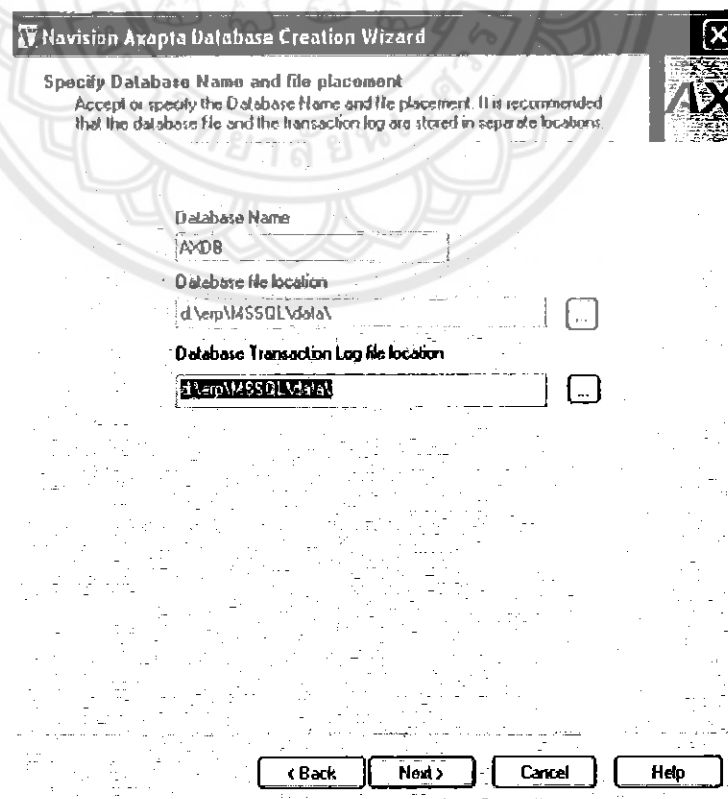 Navision Axapta Database Creation Wizard
Specify Database Name and file placement
Accept or specify the Database Name and file placement. It is recommended
that the database file and the transaction log are stored in separate locations.
AX
Database Name
AXDB
Database file location
d:\erp\MSSQL\data\
...
Database Transaction Log file location
d:\erp\MSSQL\data\
...
< Back
Next >
Cancel
Help